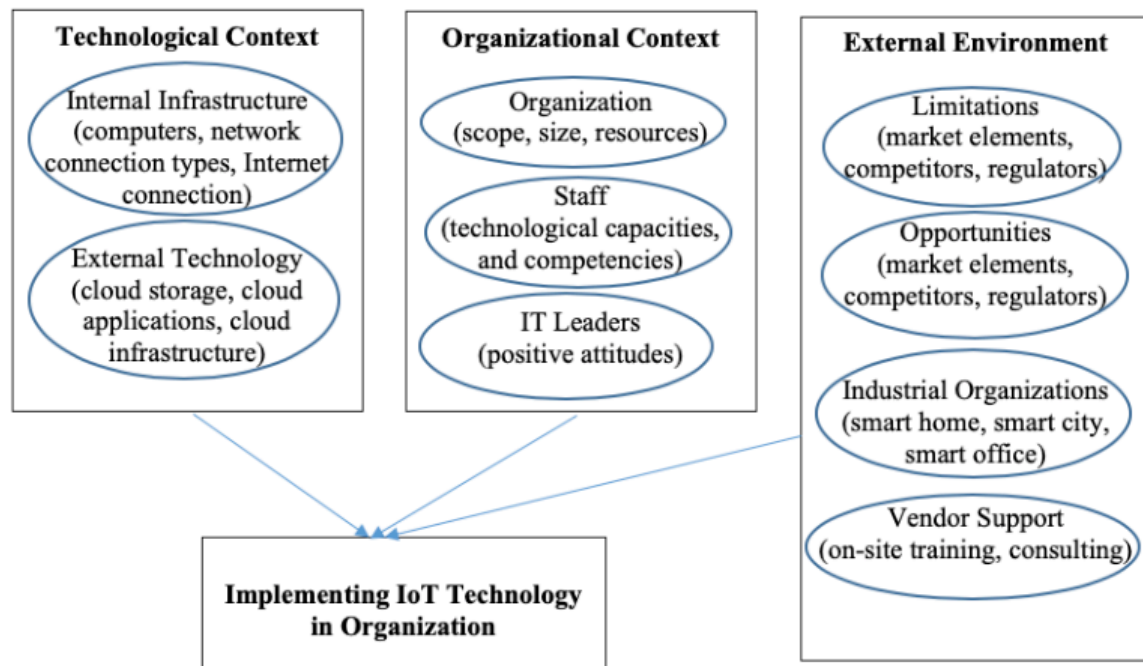 Technological Context
Internal Infrastructure
(computers, network
connection types, Internet
connection)
External Technology
(cloud storage, cloud
applications, cloud
infrastructure)
Organizational Context
Organization
(scope, size, resources)
Staff
(technological capacities,
and competencies)
IT Leaders
(positive attitudes)
External Environment
Limitations
(market elements,
competitors, regulators)
Opportunities
(market elements,
competitors, regulators)
Industrial Organizations
(smart home, smart city,
smart office)
Vendor Support
(on-site training, consulting)
Implementing IoT Technology
in Organization